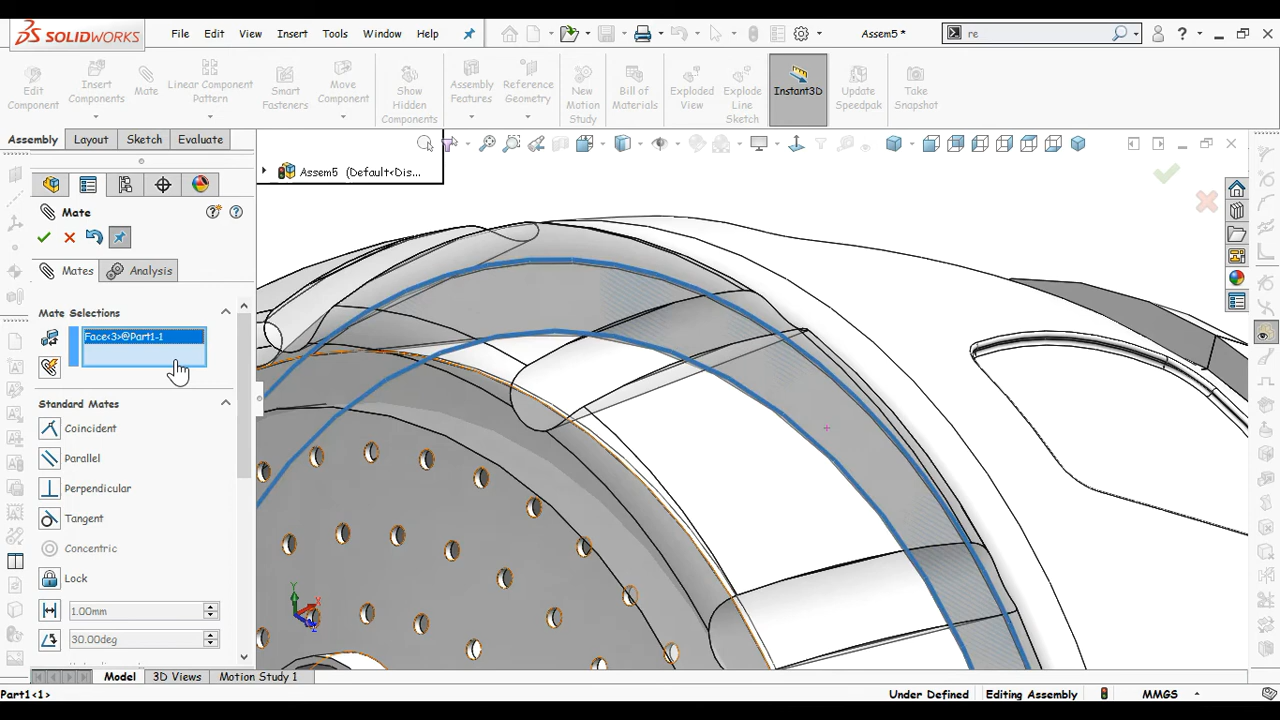 SOLIDWORKS
File Edit View Insert Tools Window Help
Assem5 *
re
Edit Component
Insert Components
Mate
Linear Component Pattern
Smart Fasteners
Move Component
Show Hidden Components
Assembly Features
Reference Geometry
New Motion Study
Bill of Materials
Exploded View
Explode Line Sketch
Instant3D
Update Speedpak
Take Snapshot
Assembly Layout Sketch Evaluate
Assem5 (Default<Dis...
Mate
Mates Analysis
Mate Selections
Face<3>@Part1-1
Standard Mates
Coincident
Parallel
Perpendicular
Tangent
Concentric
Lock
1.00mm
30.00deg
Y
X
Z
Model 3D Views Motion Study 1
Part1<1>
Under Defined Editing Assembly MMGS